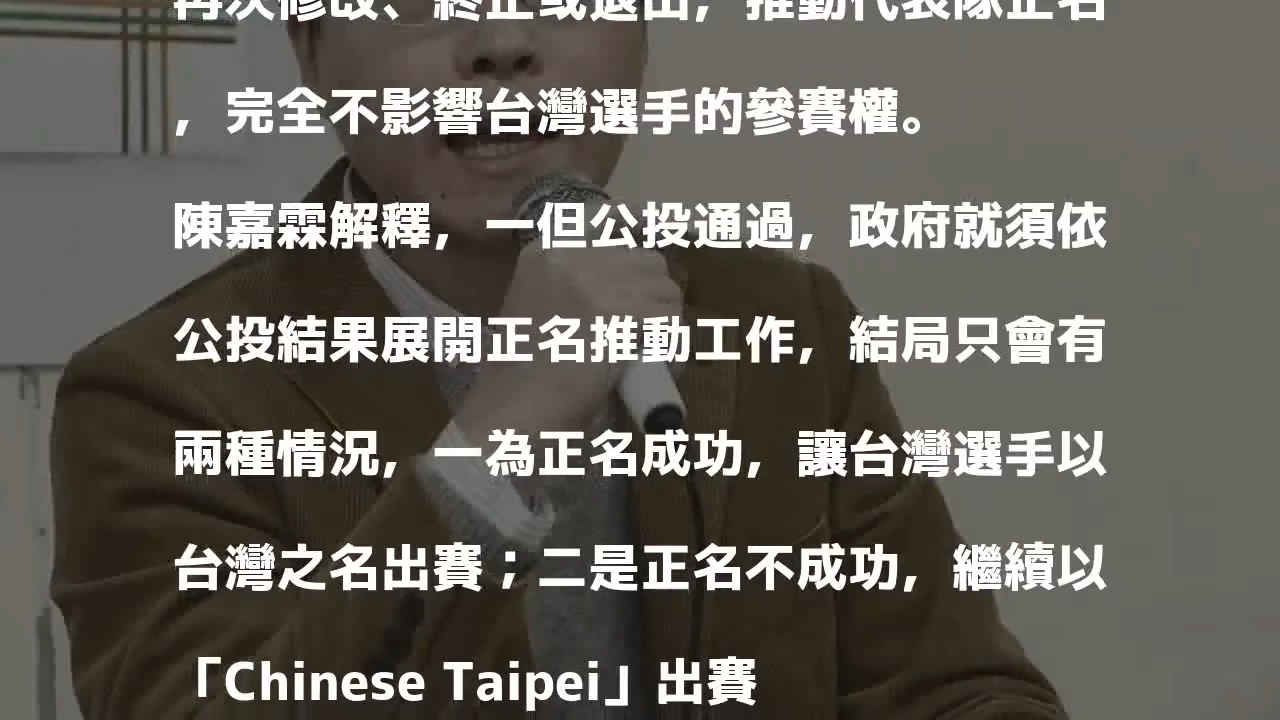 再次修改、終止或退出，推動代表隊正名
，完全不影響台灣選手的參賽權。
陳嘉霖解釋，一但公投通過，政府就須依
公投結果展開正名推動工作，結局只會有
兩種情況，一為正名成功，讓台灣選手以
台灣之名出賽；二是正名不成功，繼續以
「Chinese Taipei」出賽